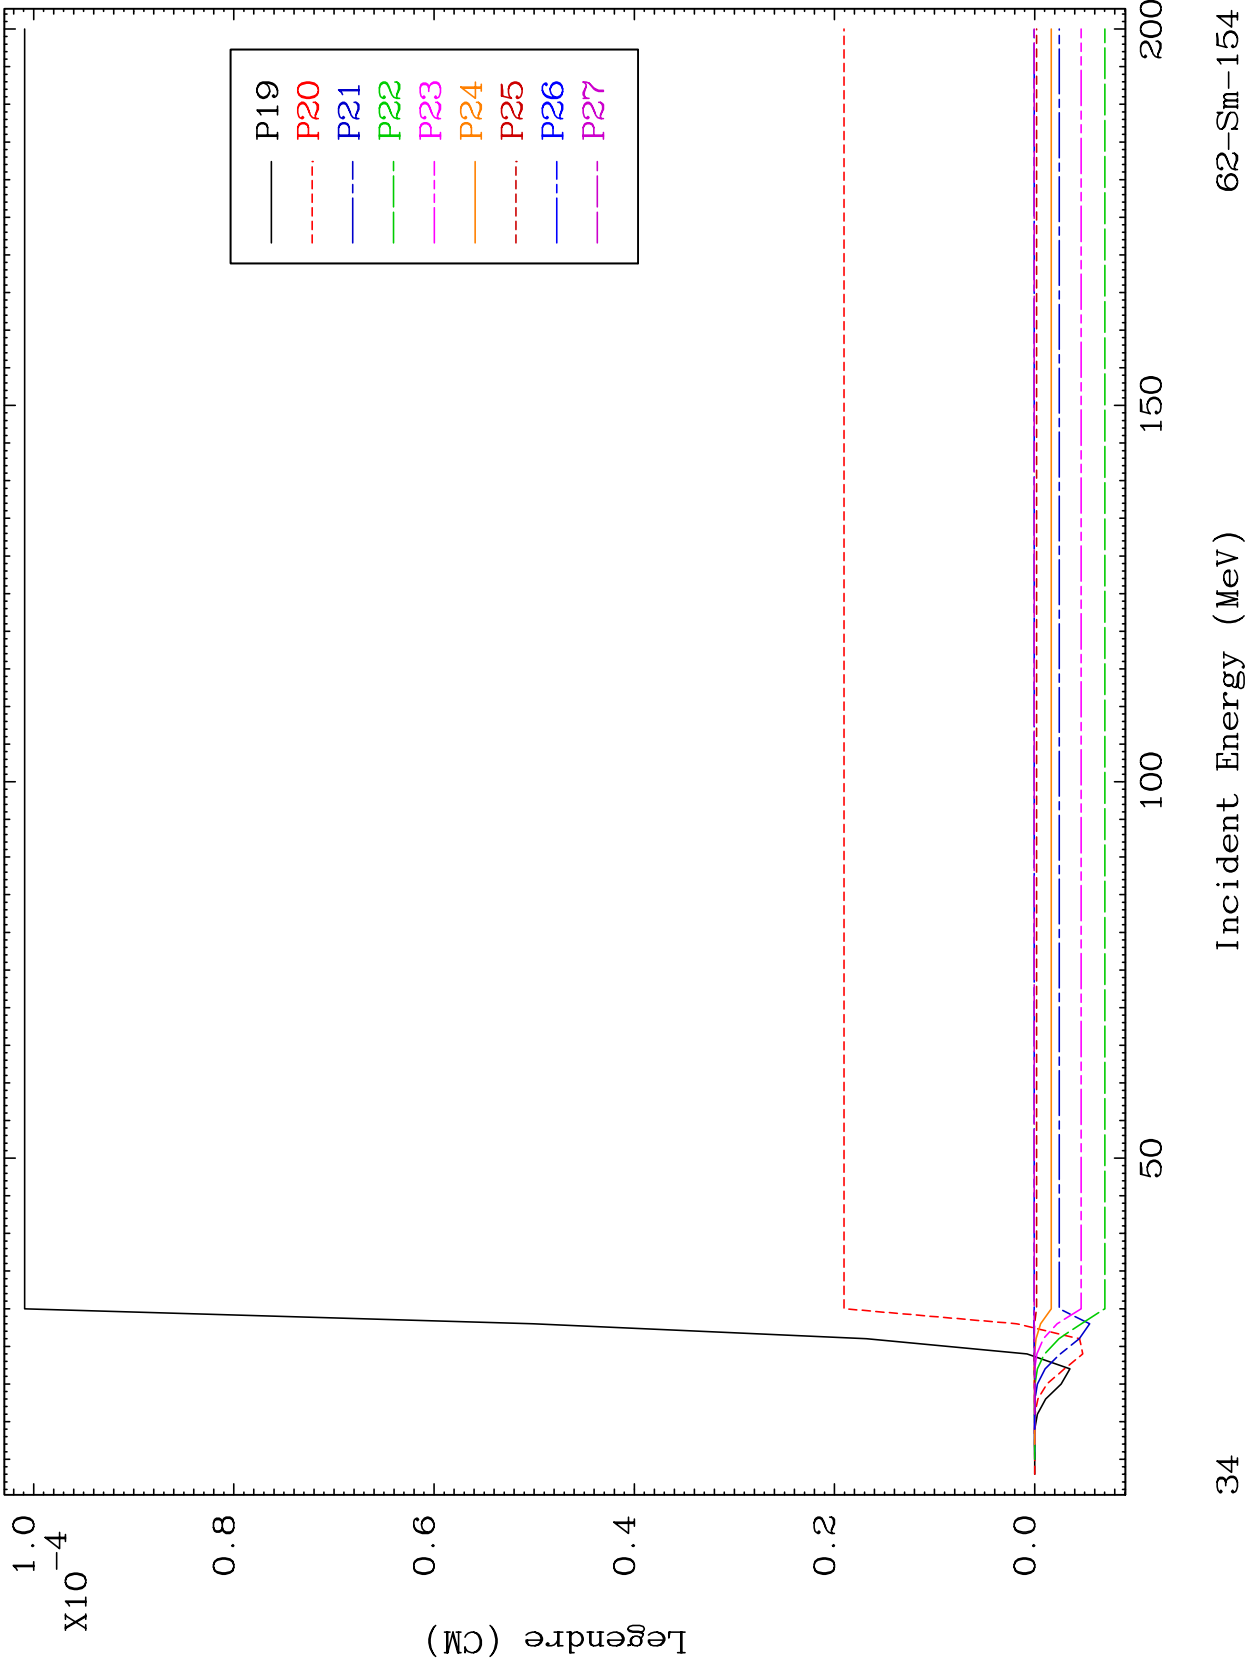 1.0
X10-4
0.8
0.6
0.4
0.2
0.0
Legendre (CM)
P19
P20
P21
P22
P23
P24
P25
P26
P27
50
100
150
200
Incident Energy (MeV)
34
62-Sm-154